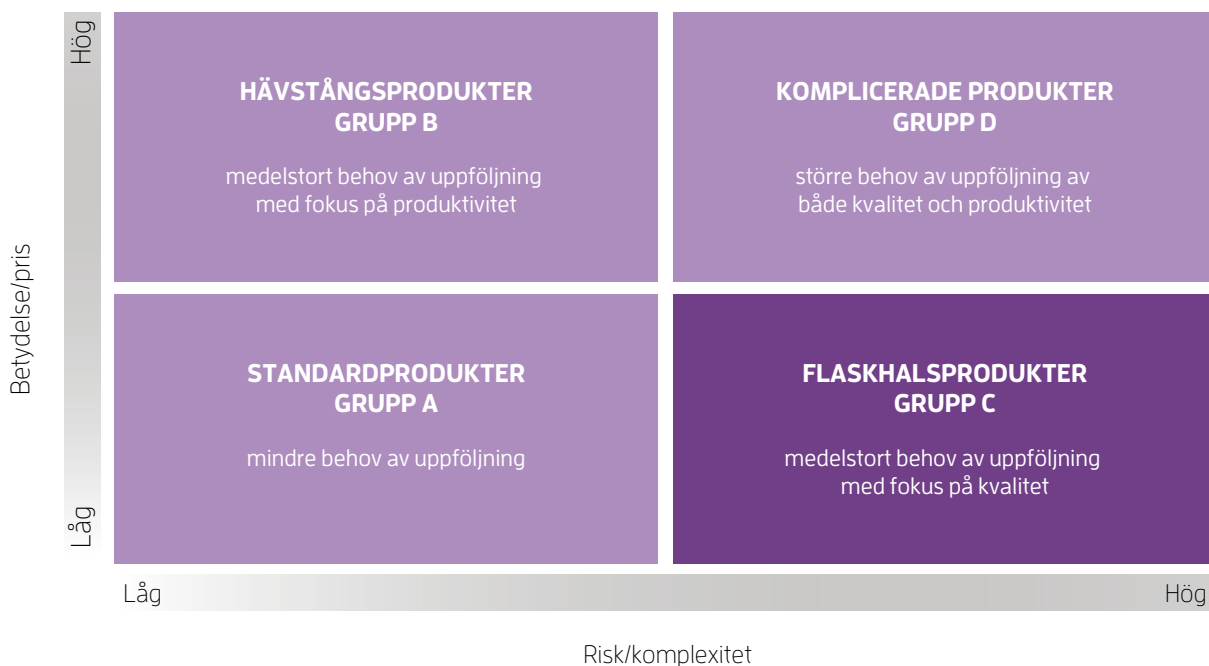 Betydelse/pris
Hög
Låg
HÄVSTÅNGSPRODUKTER
GRUPP B
medelstort behov av uppföljning
med fokus på produktivitet
KOMPLICERADE PRODUKTER
GRUPP D
större behov av uppföljning av
både kvalitet och produktivitet
STANDARDPRODUKTER
GRUPP A
mindre behov av uppföljning
FLASKHALSPRODUKTER
GRUPP C
medelstort behov av uppföljning
med fokus på kvalitet
Låg
Hög
Risk/komplexitet